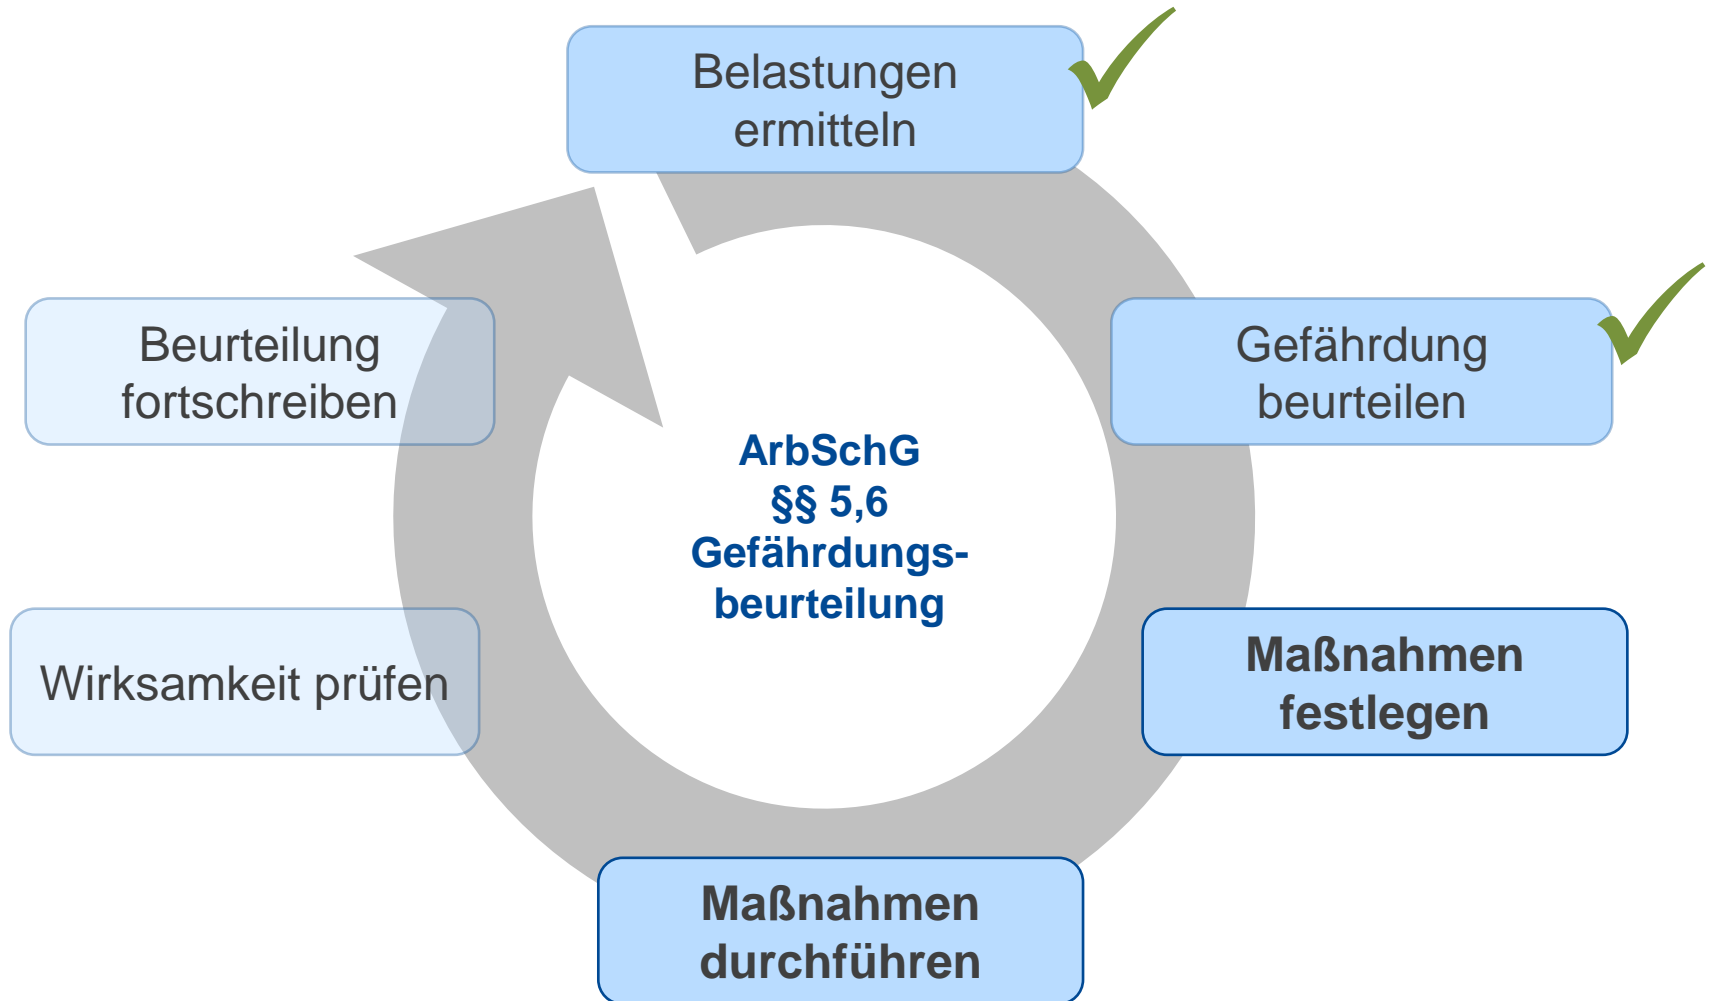 Belastungen
ermitteln
Gefährdung
beurteilen
Maßnahmen
festlegen
Maßnahmen
durchführen
Wirksamkeit prüfen
Beurteilung
fortschreiben
ArbSchG
§§ 5,6
Gefährdungs-
beurteilung